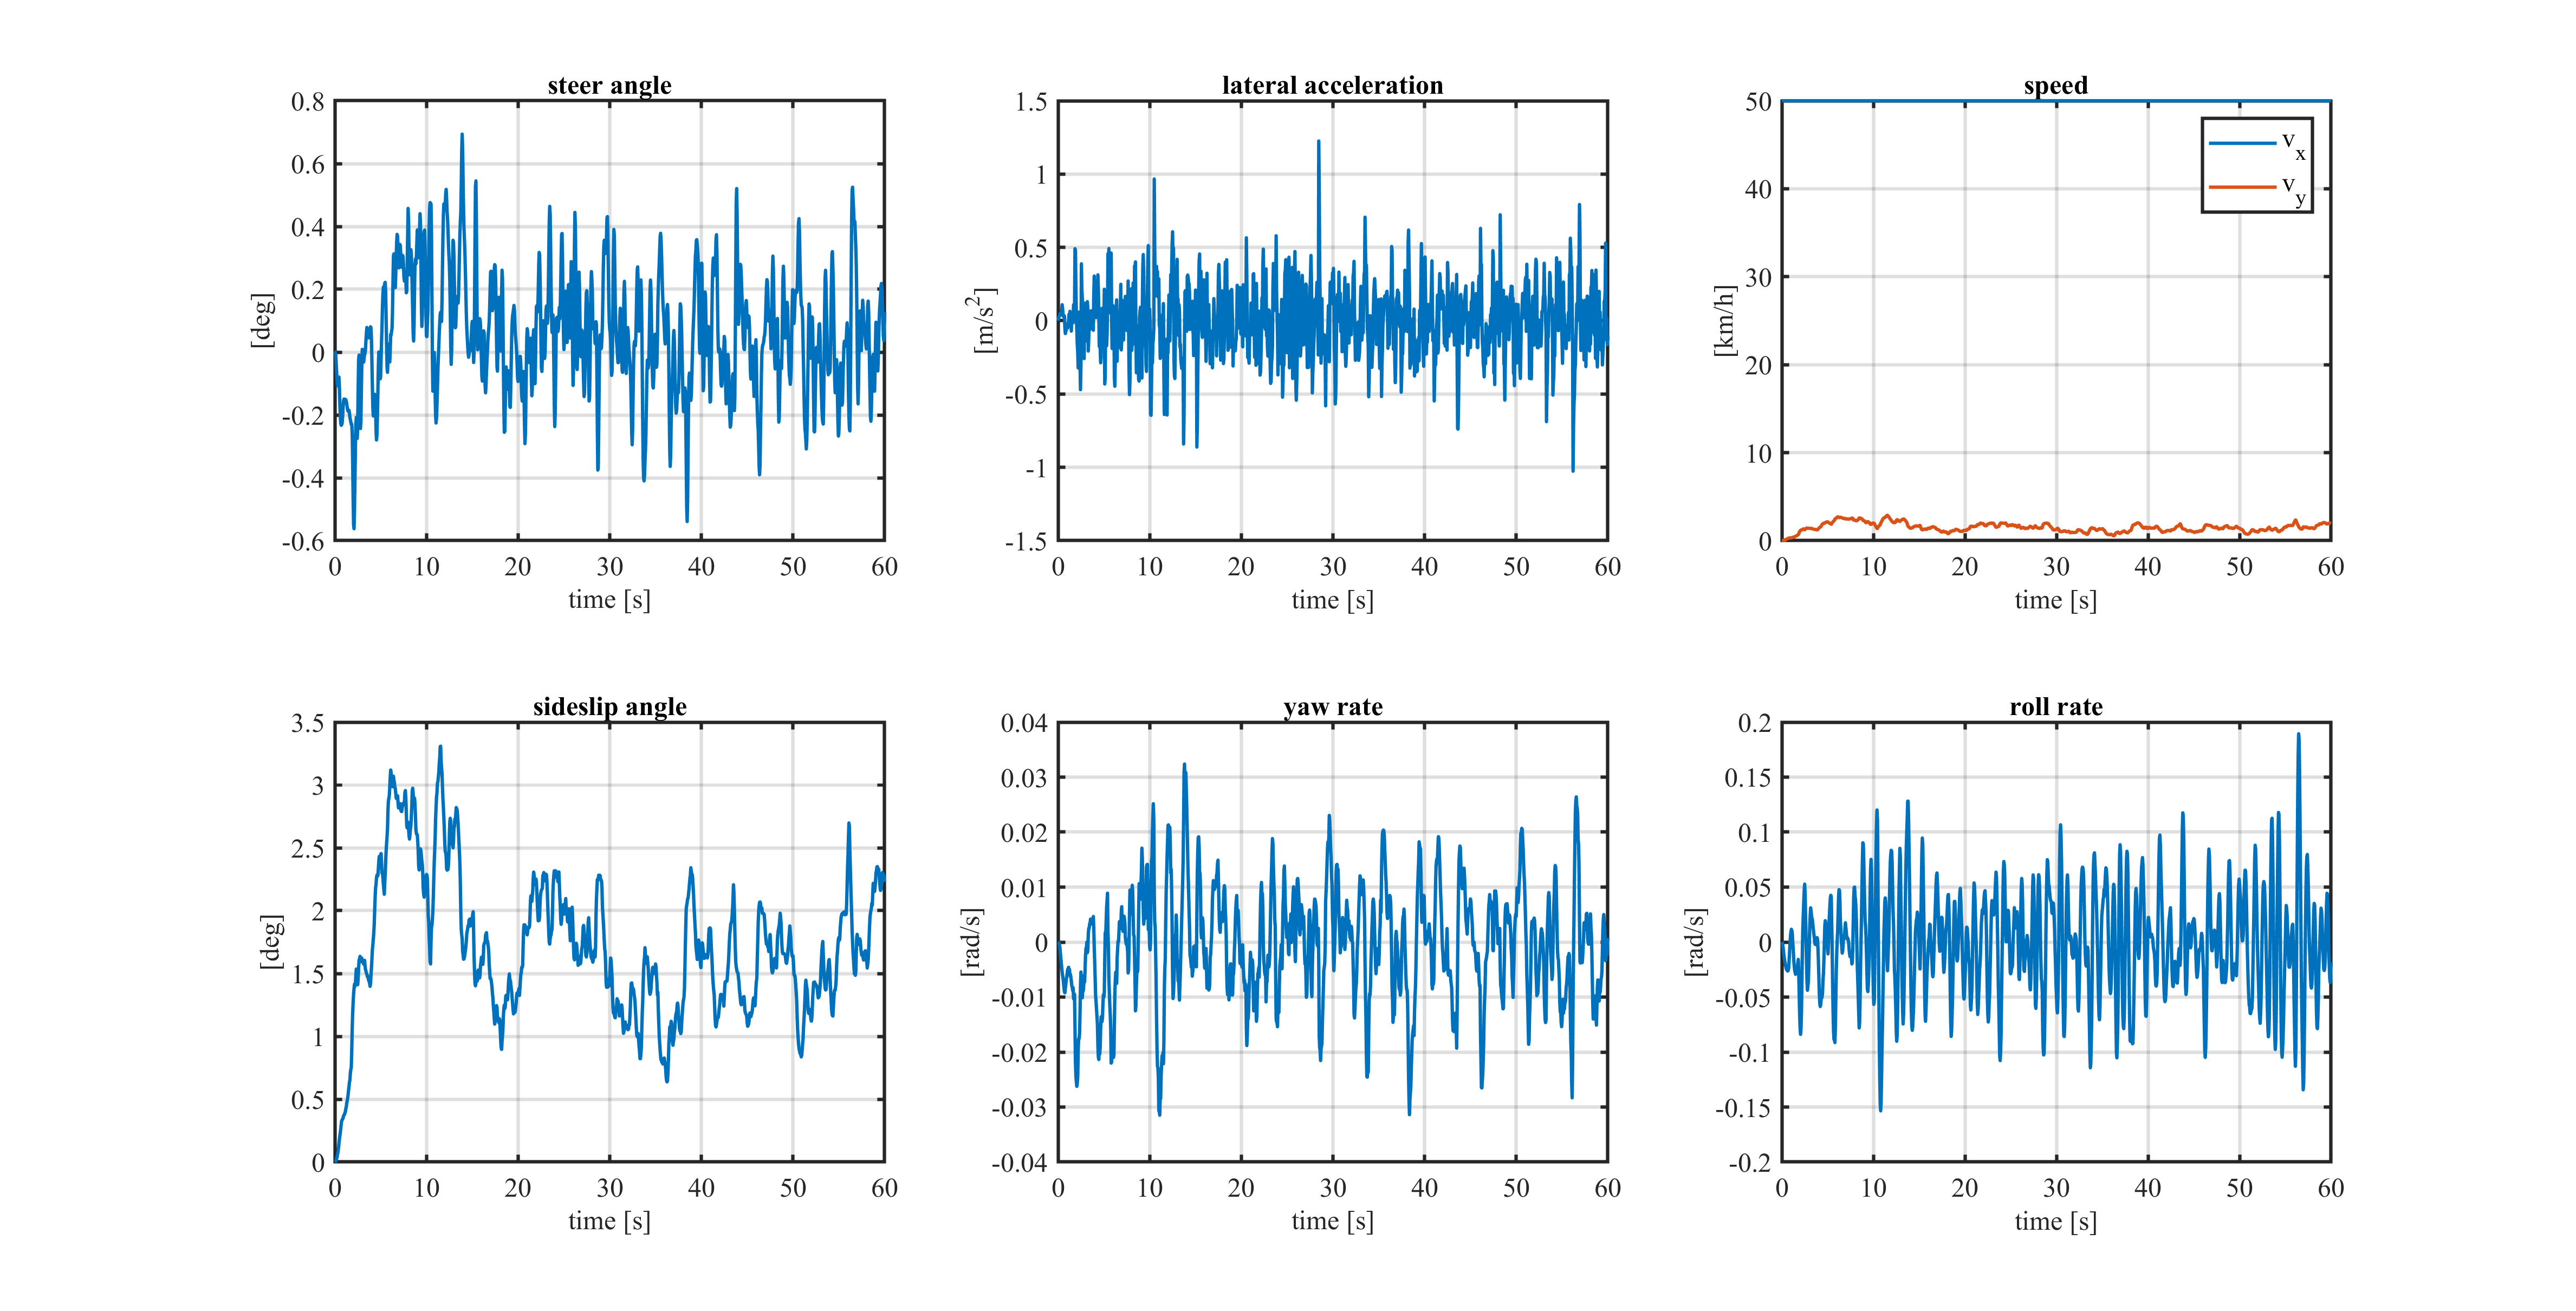 steer angle
0.8
0.6
0.4
0.2
0
-0.2
-0.4
-0.6
[deg]
0 10 20 30 40 50 60
time [s]
lateral acceleration
1.5
1
0.5
0
-0.5
-1
-1.5
[m/s²]
0 10 20 30 40 50 60
time [s]
speed
50
40
30
20
10
0
[km/h]
v_x
v_y
0 10 20 30 40 50 60
time [s]
sideslip angle
3.5
3
2.5
2
1.5
1
0.5
0
[deg]
0 10 20 30 40 50 60
time [s]
yaw rate
0.04
0.03
0.02
0.01
0
-0.01
-0.02
-0.03
-0.04
[rad/s]
0 10 20 30 40 50 60
time [s]
roll rate
0.2
0.15
0.1
0.05
0
-0.05
-0.1
-0.15
-0.2
[rad/s]
0 10 20 30 40 50 60
time [s]